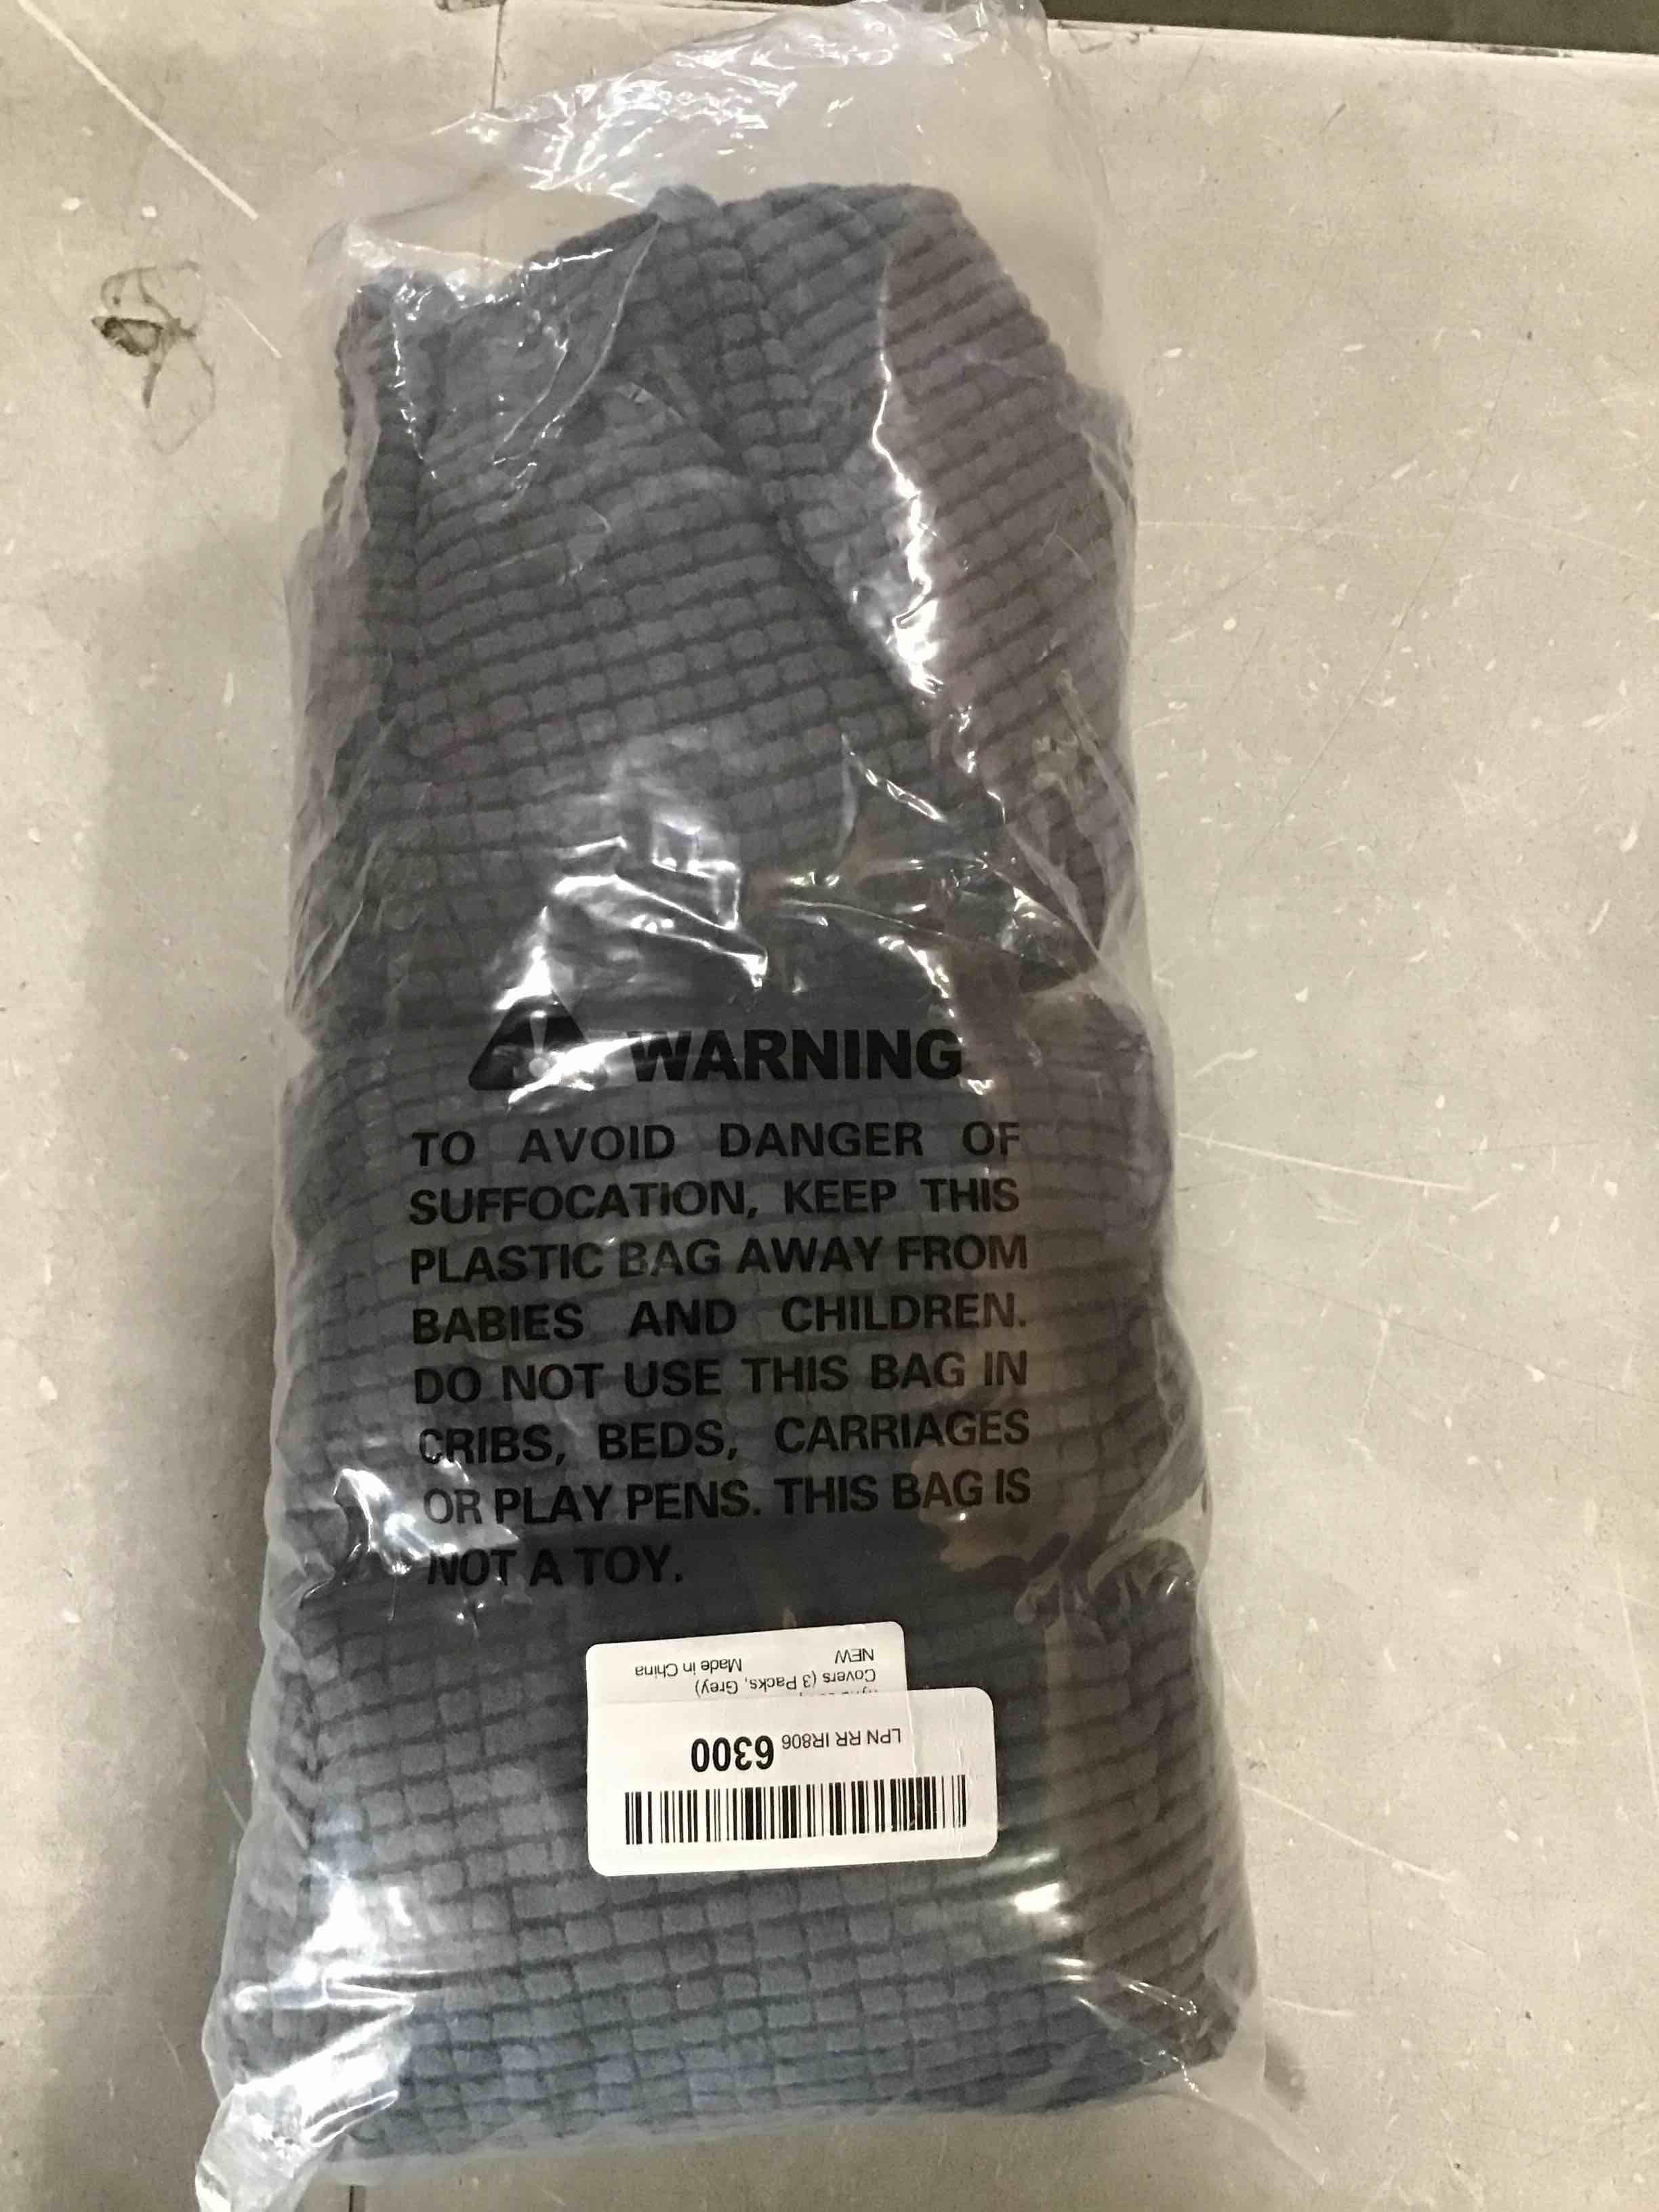 WARNING
TO AVOID DANGER OF
SUFFOCATION, KEEP THIS
PLASTIC BAG AWAY FROM
BABIES AND CHILDREN.
DO NOT USE THIS BAG IN
CRIBS, BEDS, CARRIAGES
OR PLAY PENS. THIS BAG IS
NOT A TOY.
LPN RR IR806 6300
Covers (3 Packs, Grey)
NEW Made in China